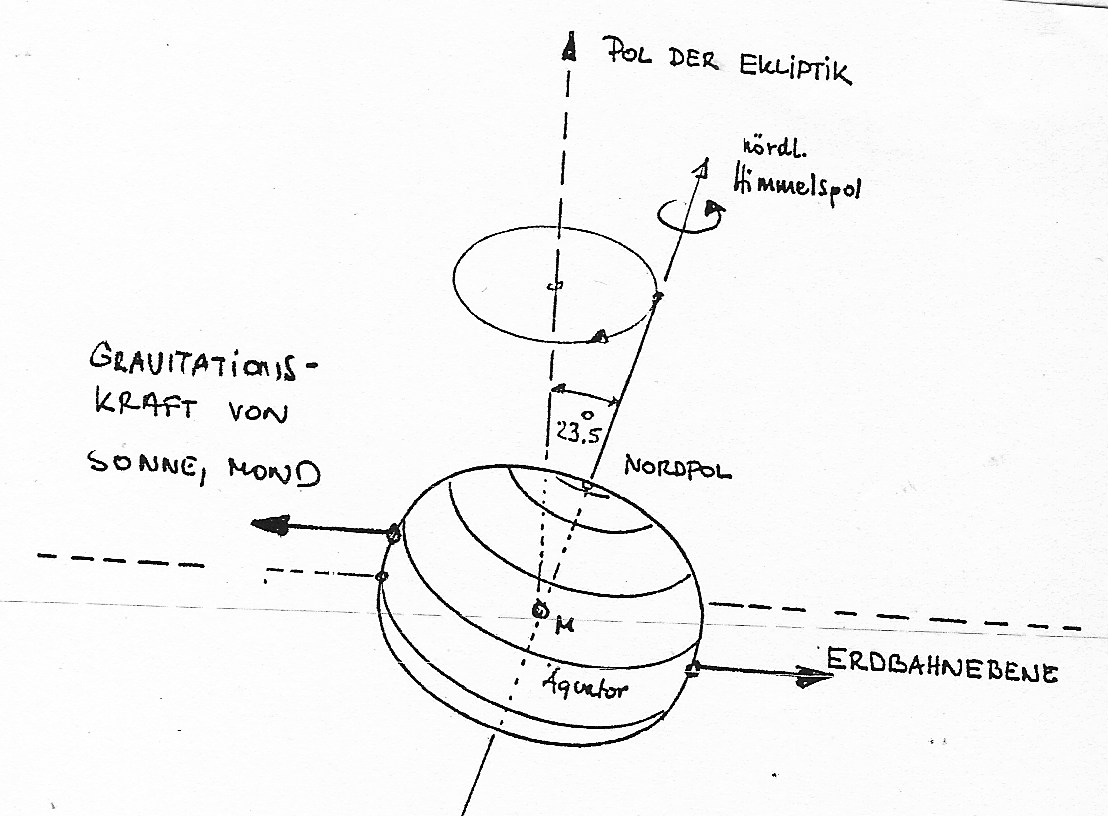 POL DER EKLIPTIK
nördl.
Himmelspol
GRAVITATIONS-
KRAFT VON
SONNE, MOND
23.5°
NORDPOL
M
Äquator
ERDBAHNEBENE